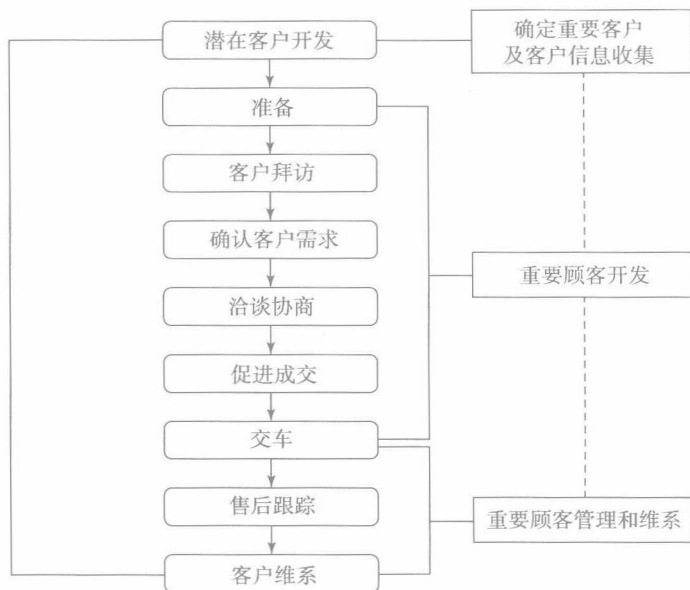 潜在客户开发
确定重要客户
及客户信息收集
准备
客户拜访
确认客户需求
重要顾客开发
洽谈协商
促进成交
交车
售后跟踪
重要顾客管理和维系
客户维系